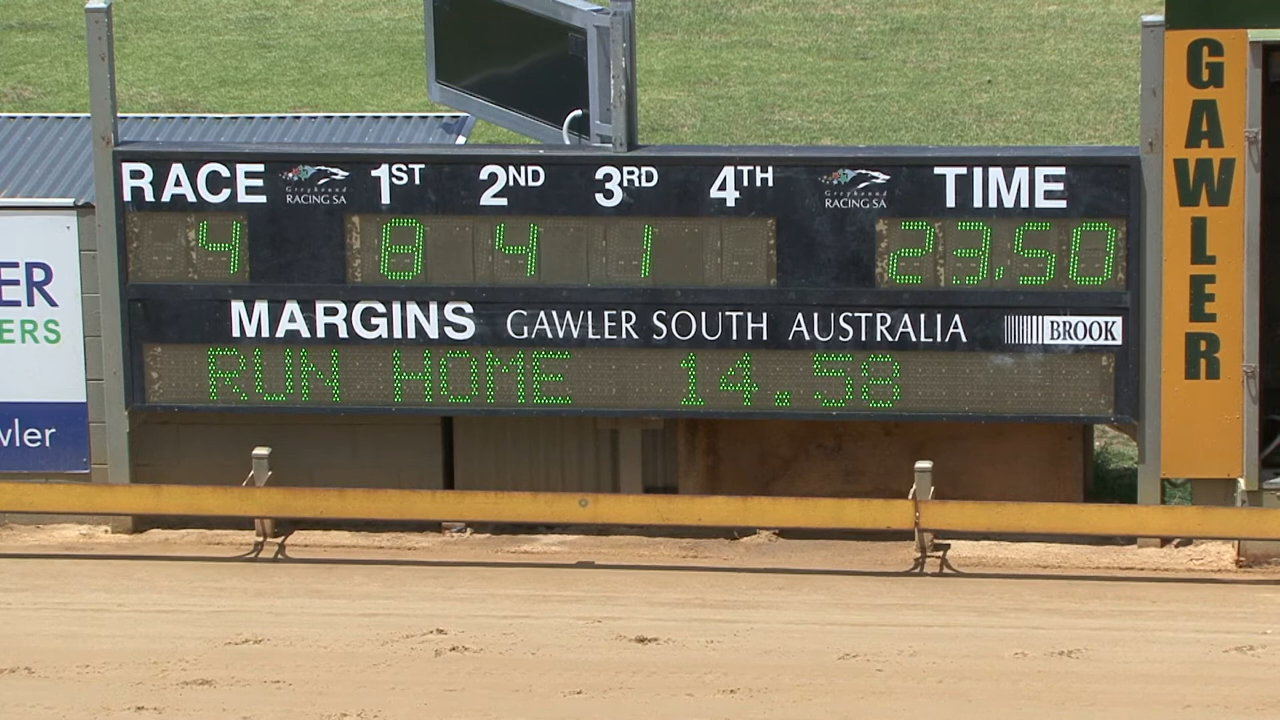 RACE Greyhound RACING SA 1ST 2ND 3RD 4TH Greyhound RACING SA TIME
4 8 4 1 23.50
MARGINS GAWLER SOUTH AUSTRALIA BROOK
RUN HOME 14.58
GAWLER
ER
ERS
wler